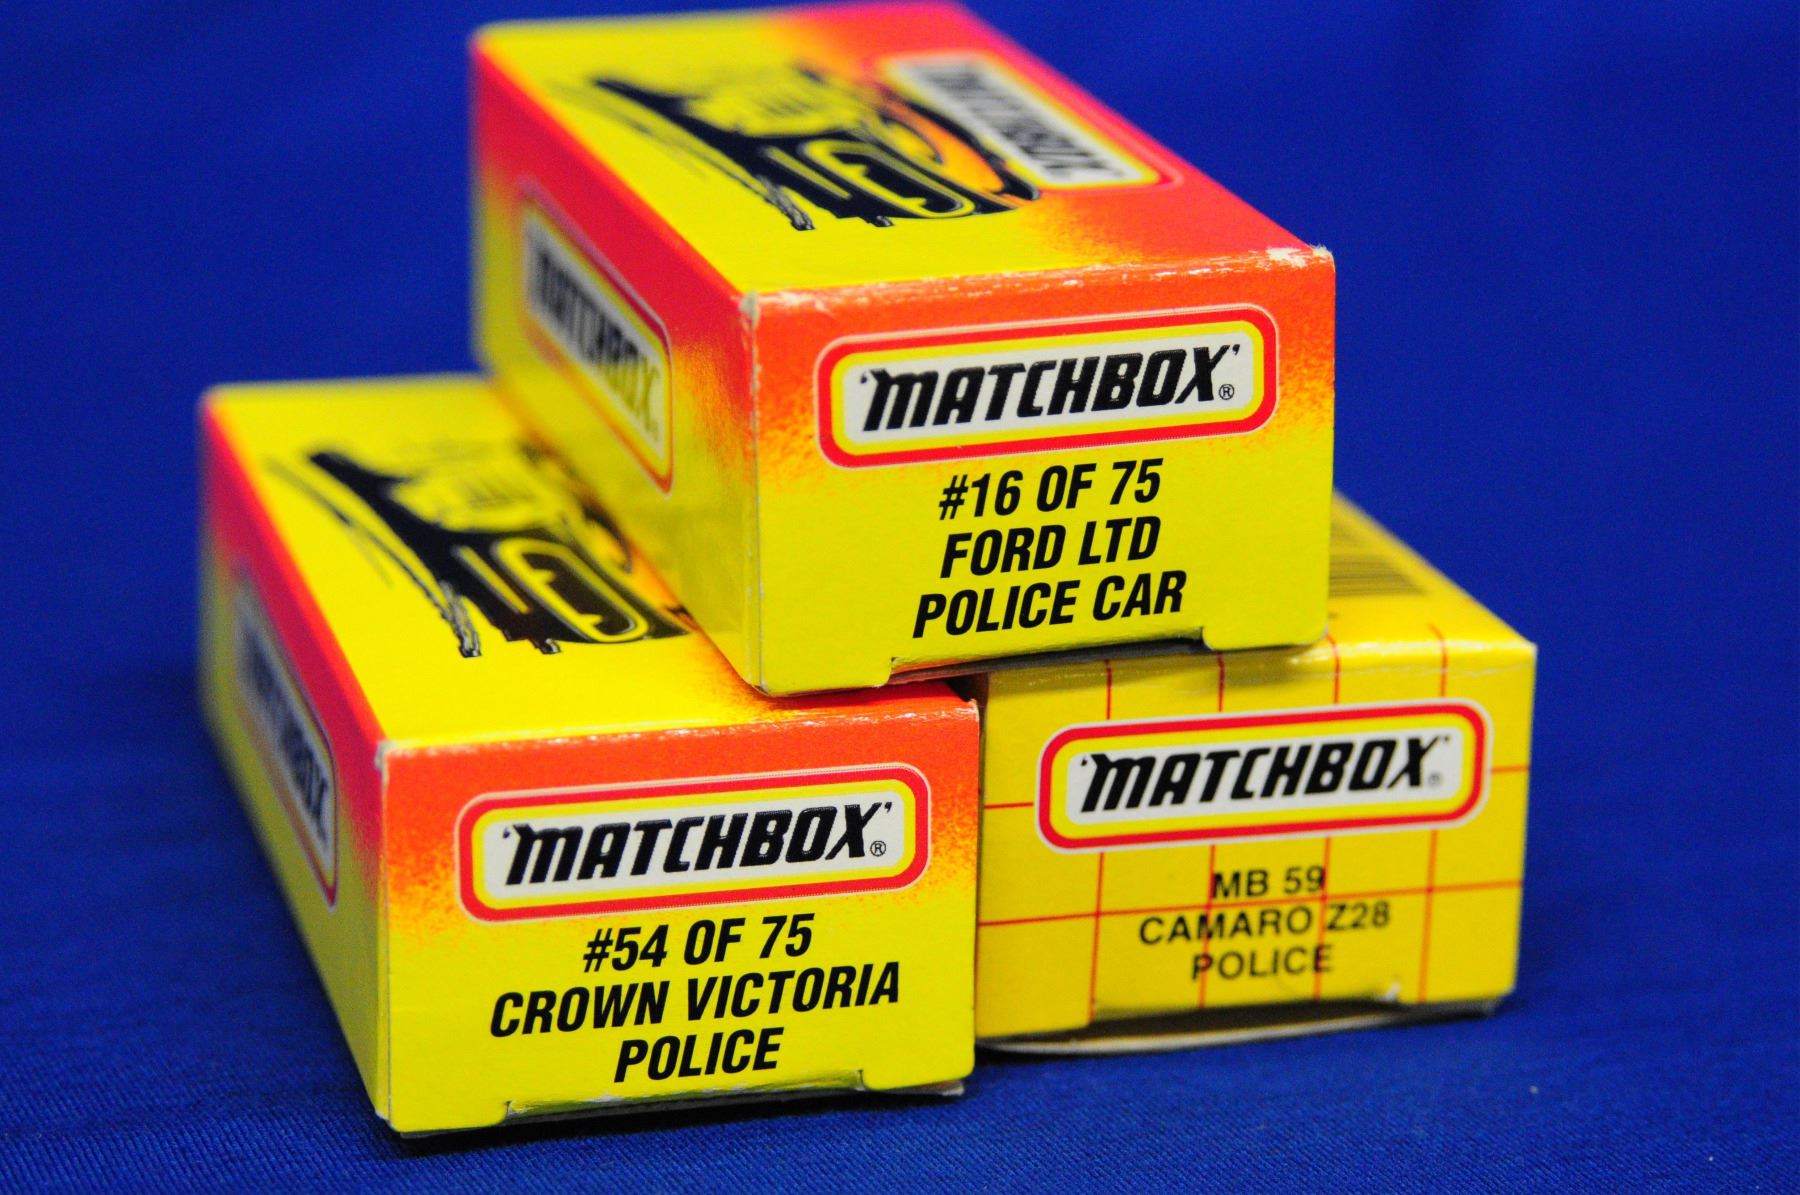 MATCHBOX
MATCHBOX
'MATCHBOX'®
#16 OF 75
FORD LTD
POLICE CAR
MATCHBOX
'MATCHBOX'®
#54 OF 75
CROWN VICTORIA
POLICE
'MATCHBOX'®
MB 59
CAMARO Z28
POLICE